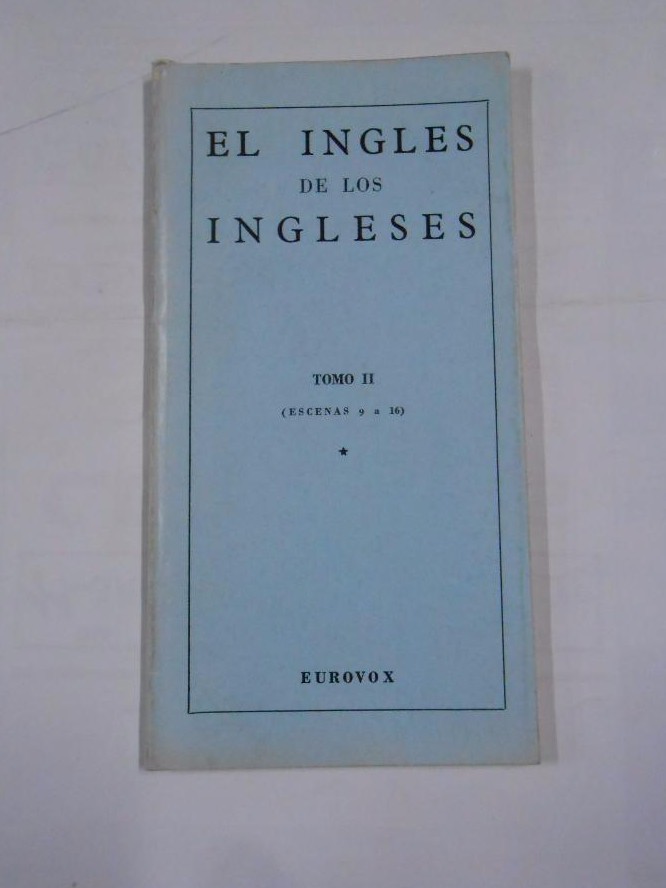 EL INGLES
DE LOS
INGLESES
TOMO II
(ESCENAS 9 a 16)
EUROVOX